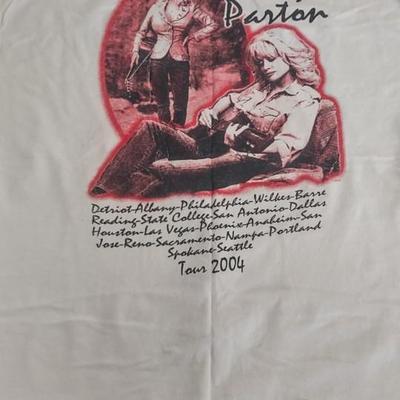 Parton
Detriot-Albany-Philadelphia-Wilkes-Barre
Reading-State College-San Antonio-Dallas
Houston-Las Vegas-Phoenix-Anaheim-San
Jose-Reno-Sacramento-Nampa-Portland
Spokane-Seattle
Tour 2004